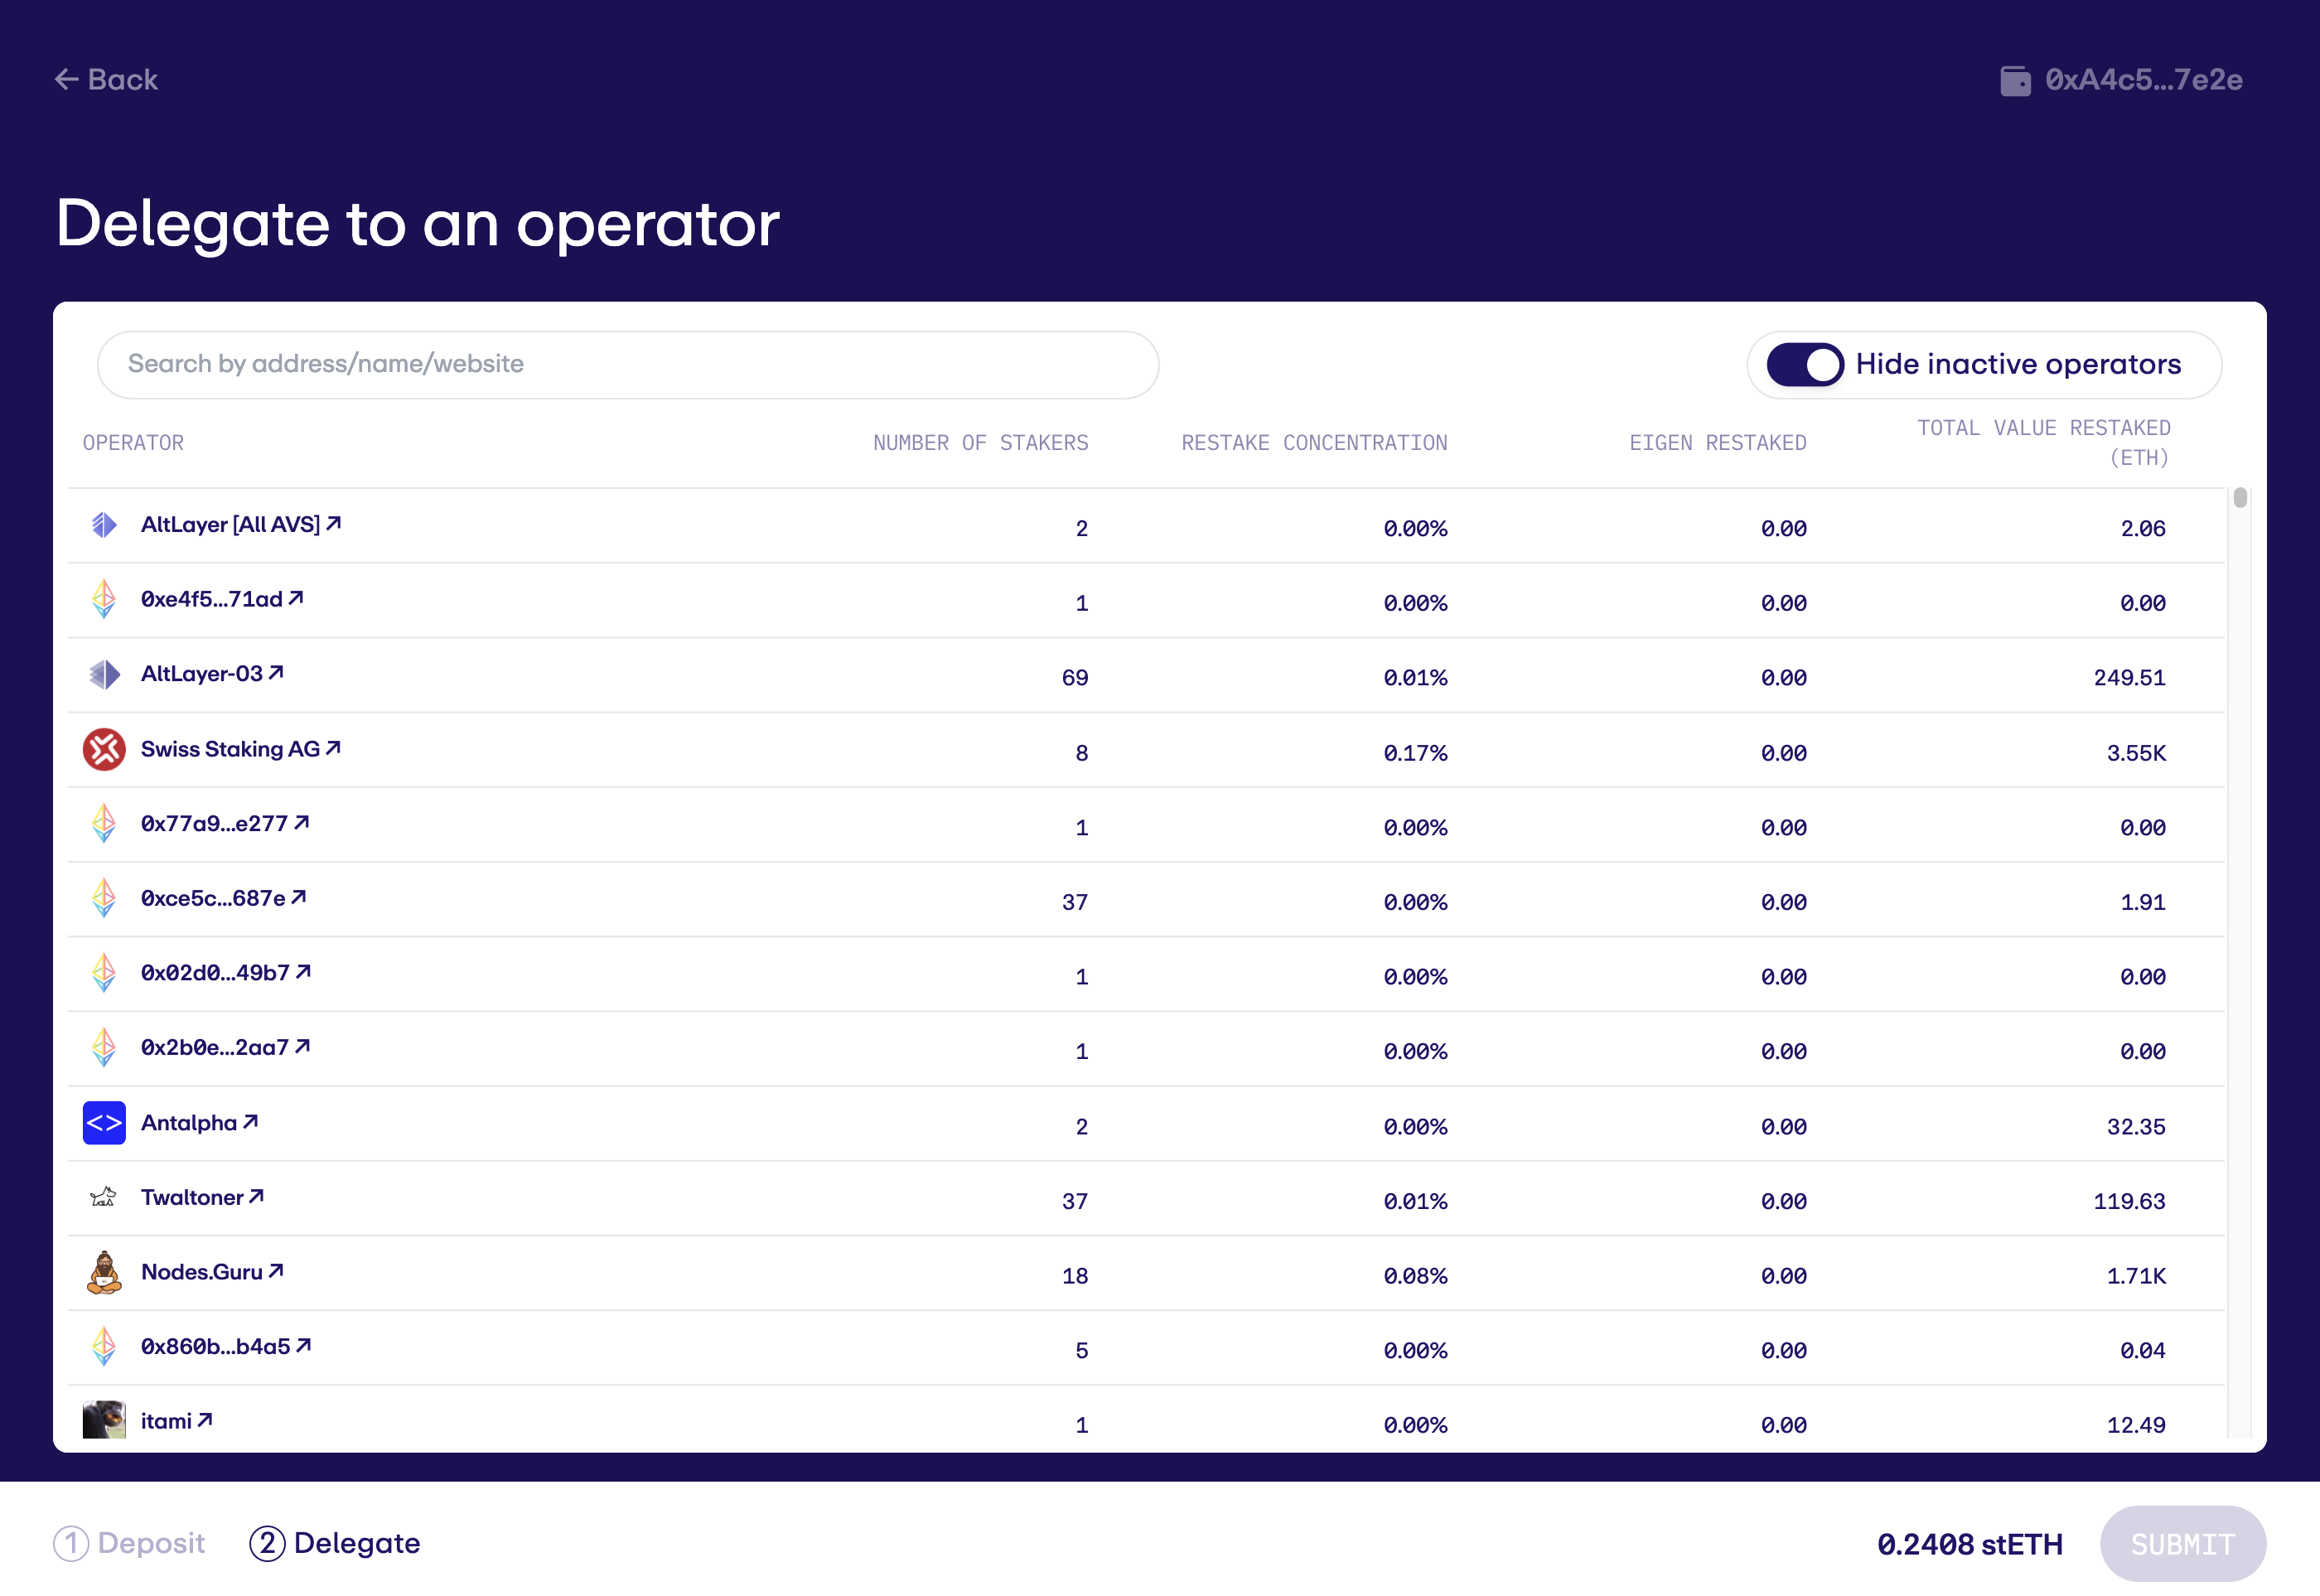 ← Back
0xA4c5...7e2e
Delegate to an operator
Search by address/name/website
Hide inactive operators
OPERATOR NUMBER OF STAKERS RESTAKE CONCENTRATION EIGEN RESTAKED TOTAL VALUE RESTAKED (ETH)
AltLayer [All AVS] ↗ 2 0.00% 0.00 2.06
0xe4f5...71ad ↗ 1 0.00% 0.00 0.00
AltLayer-03 ↗ 69 0.01% 0.00 249.51
Swiss Staking AG ↗ 8 0.17% 0.00 3.55K
0x77a9...e277 ↗ 1 0.00% 0.00 0.00
0xce5c...687e ↗ 37 0.00% 0.00 1.91
0x02d0...49b7 ↗ 1 0.00% 0.00 0.00
0x2b0e...2aa7 ↗ 1 0.00% 0.00 0.00
<> Antalpha ↗ 2 0.00% 0.00 32.35
Twaltoner ↗ 37 0.01% 0.00 119.63
Nodes.Guru ↗ 18 0.08% 0.00 1.71K
0x860b...b4a5 ↗ 5 0.00% 0.00 0.04
itami ↗ 1 0.00% 0.00 12.49
1 Deposit 2 Delegate 0.2408 stETH SUBMIT